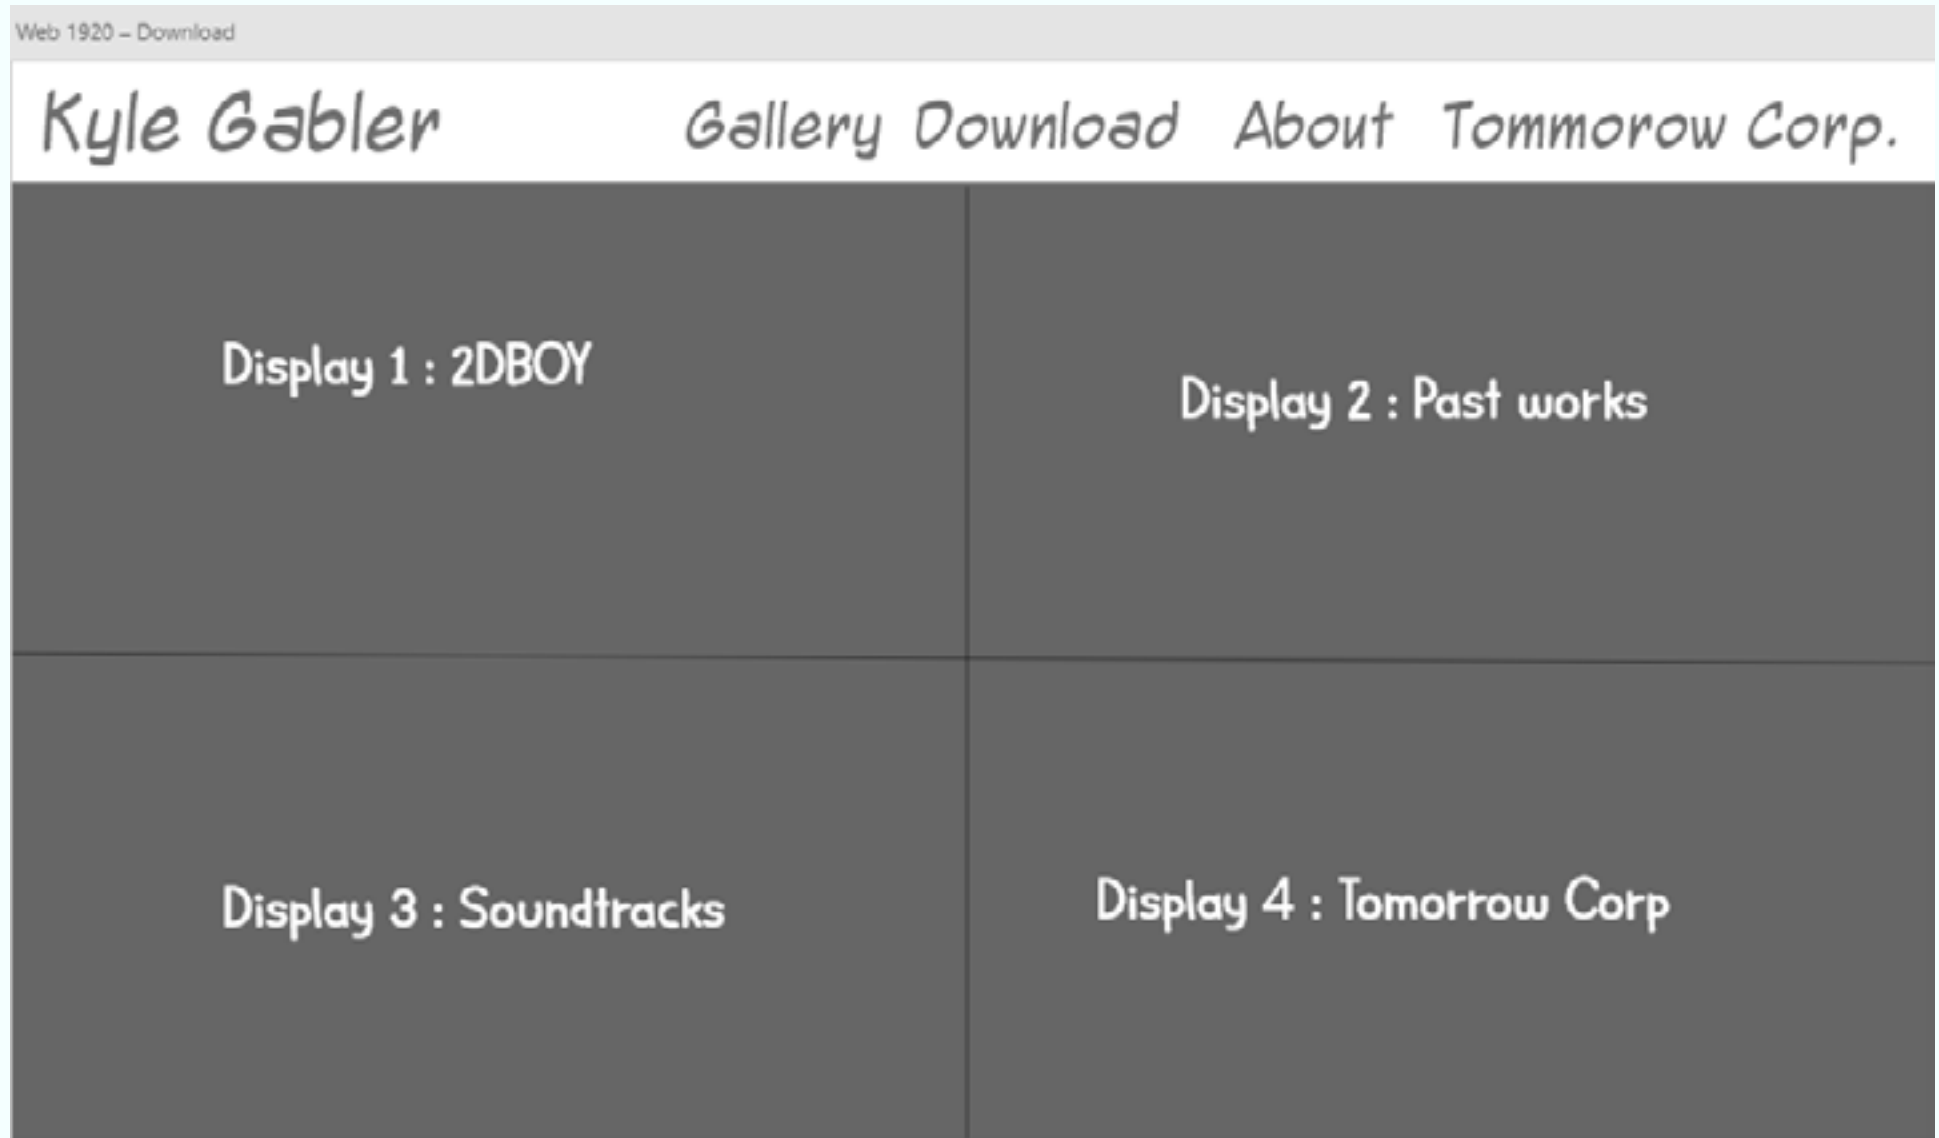 Web 1920 – Download
Kyle Gabler Gallery Download About Tommorow Corp.
Display 1 : 2DBOY
Display 2 : Past works
Display 3 : Soundtracks
Display 4 : Tomorrow Corp